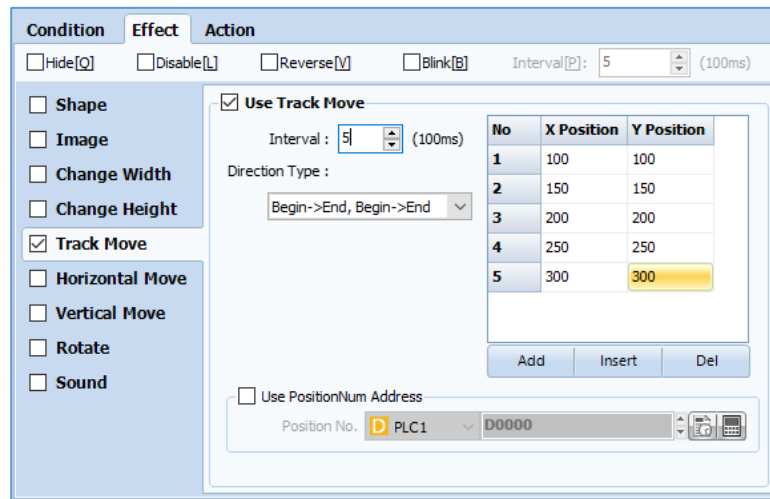 Condition Effect Action
Hide[Q] Disable[L] Reverse[V] Blink[B] Interval[P]: 5 (100ms)
Shape
Image
Change Width
Change Height
Track Move
Horizontal Move
Vertical Move
Rotate
Sound
Use Track Move
Interval : 5 (100ms)
Direction Type :
Begin->End, Begin->End
No X Position Y Position
1 100 100
2 150 150
3 200 200
4 250 250
5 300 300
Add Insert Del
Use PositionNum Address
Position No. D PLC1 D0000